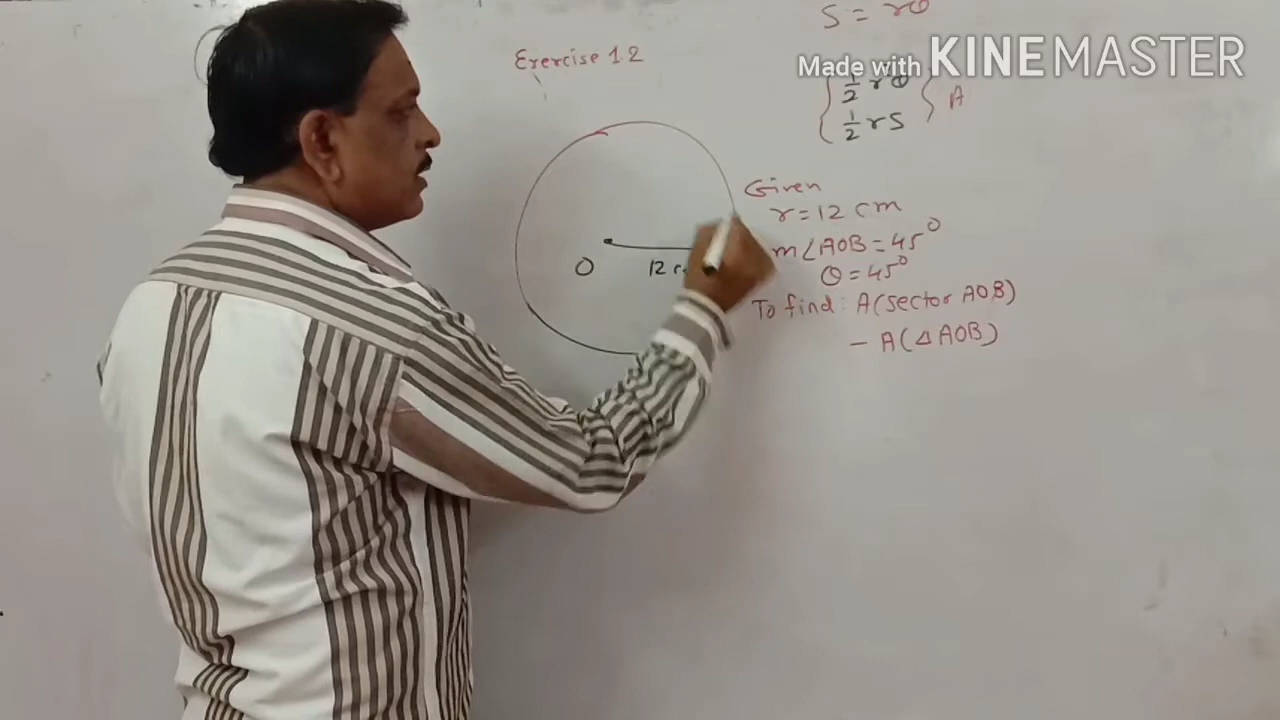 Exercise 1.2
S = rθ
Made with KINEMASTER
1/2 r²θ
1/2 rS
A
Given
r = 12 cm
m∠AOB = 45°
θ = 45°
To find : A(sector AOB)
– A(△AOB)
O
12 c